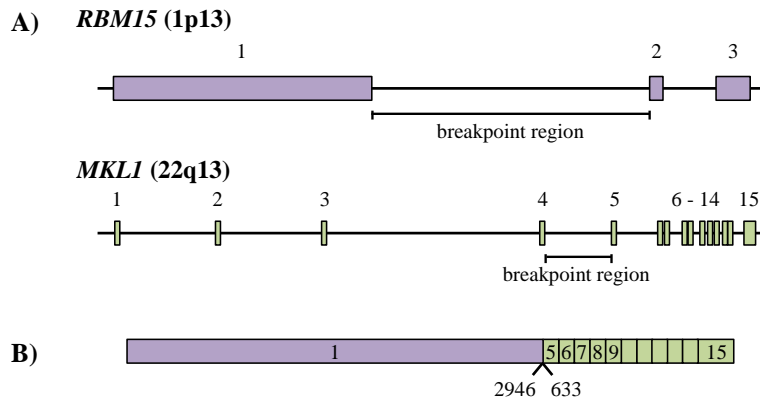 A) RBM15 (1p13)
1 2 3
breakpoint region
MKL1 (22q13)
1 2 3 4 5 6 - 14 15
breakpoint region
B) 1 5 6 7 8 9 15
2946 633